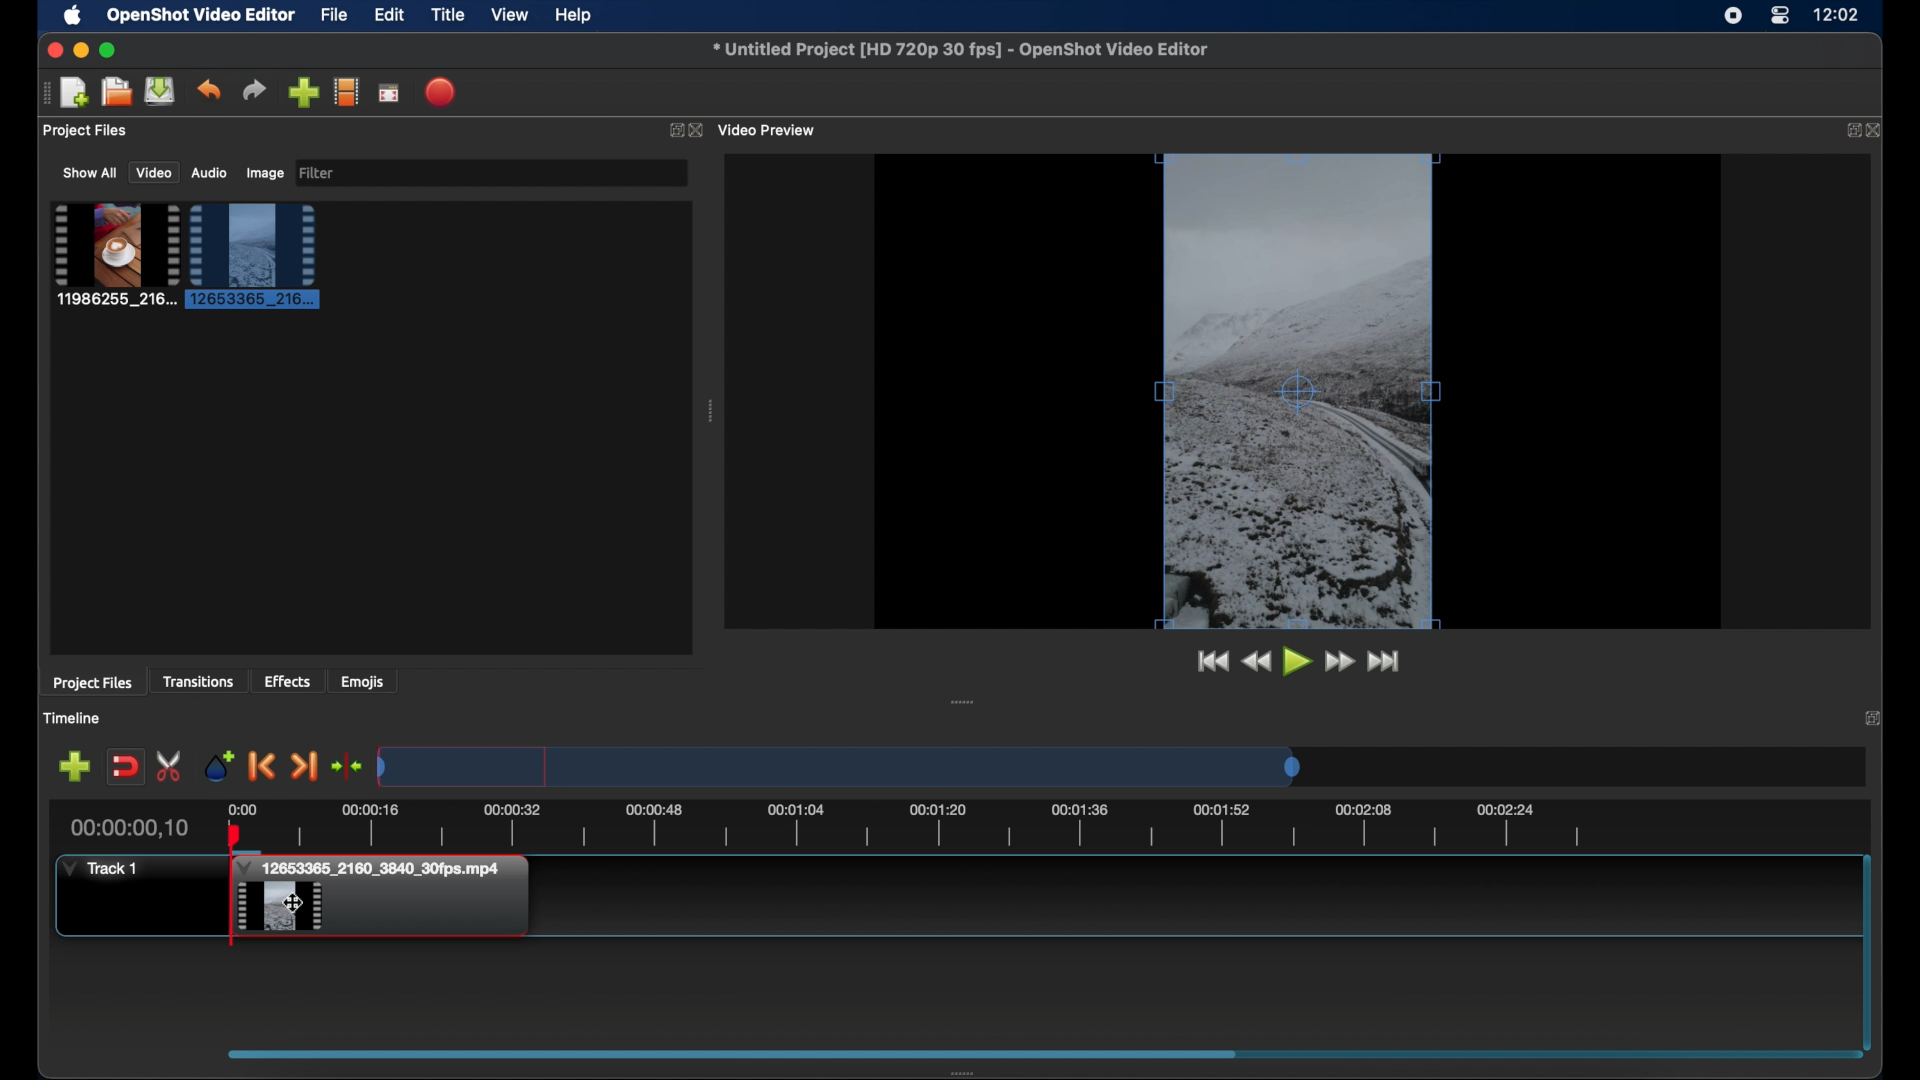 OpenShot Video Editor File Edit Title View Help 12:02
* Untitled Project [HD 720p 30 fps] - OpenShot Video Editor
Project Files
Video Preview
Show All Video Audio Image Filter
11986255_216... 12653365_216...
Project Files Transitions Effects Emojis
Timeline
00:00:00,10
0:00 00:00:16 00:00:32 00:00:48 00:01:04 00:01:20 00:01:36 00:01:52 00:02:08 00:02:24
Track 1
12653365_2160_3840_30fps.mp4